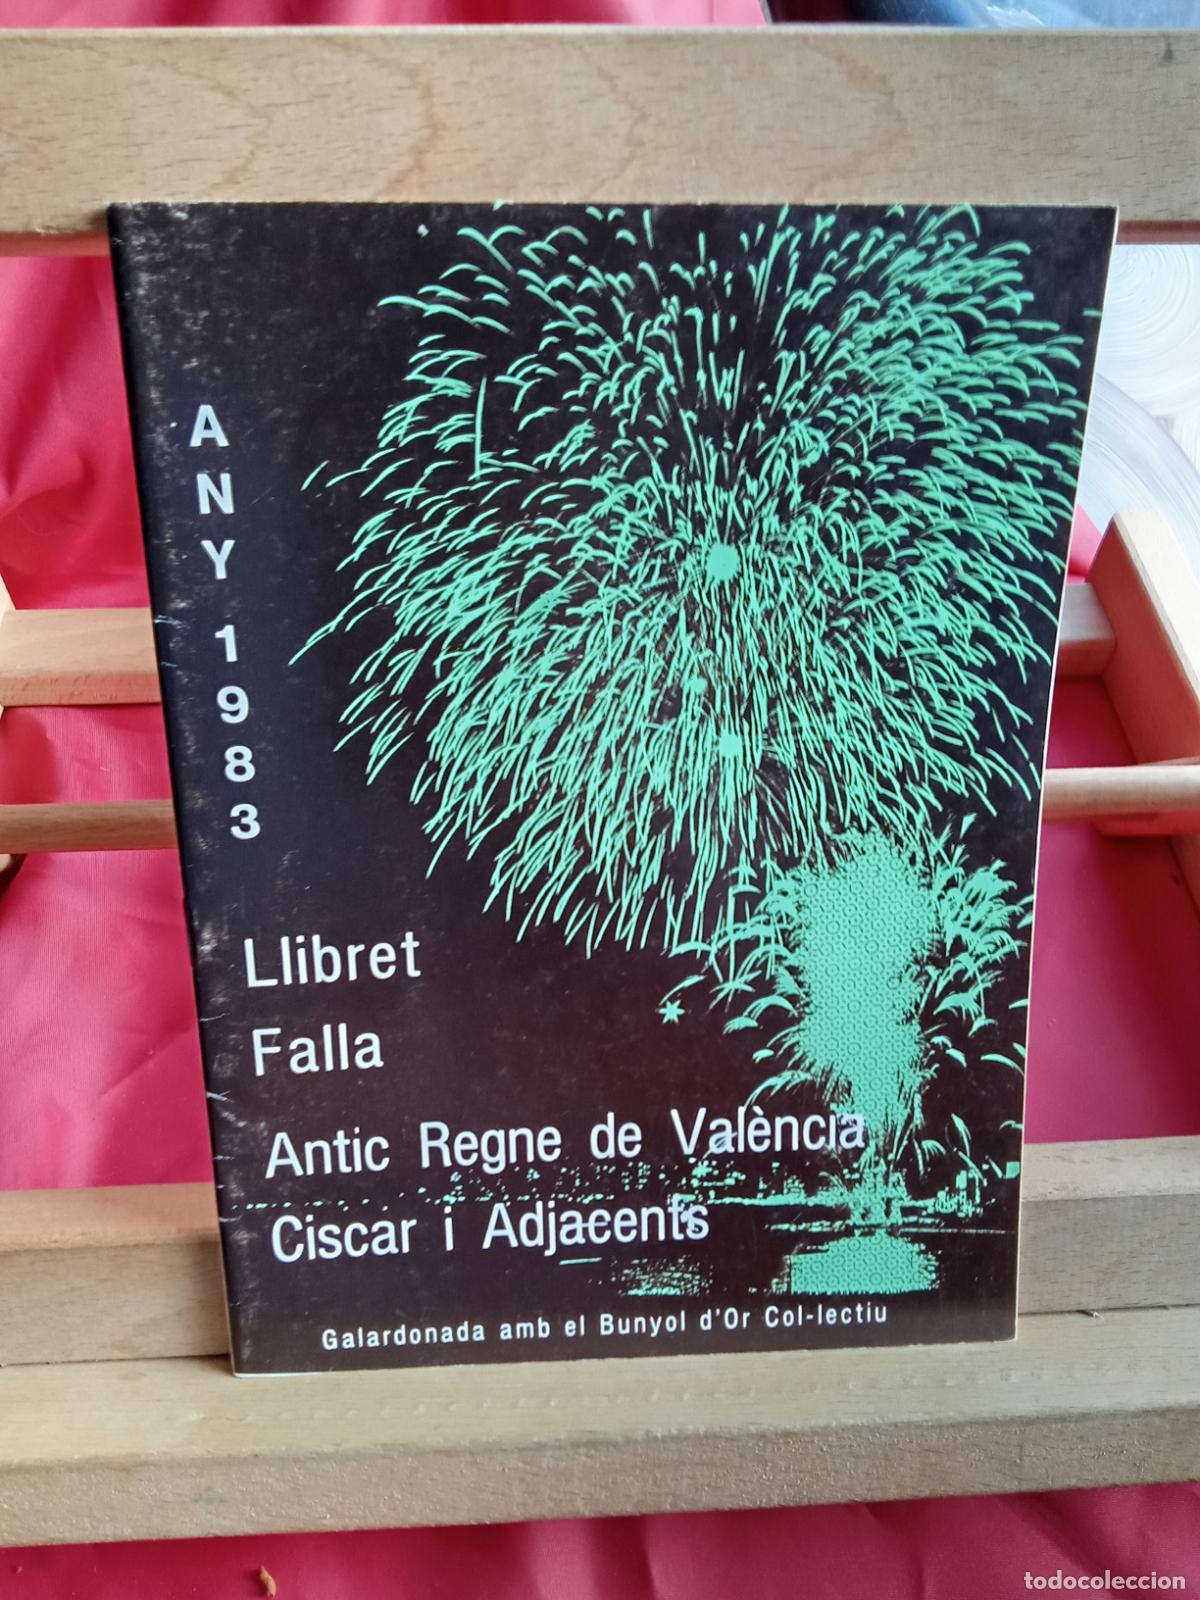 ANY 1983
Llibret
Falla
Antic Regne de València
Ciscar i Adjacents
Galardonada amb el Bunyol d'Or Col-lectiu
todocoleccion